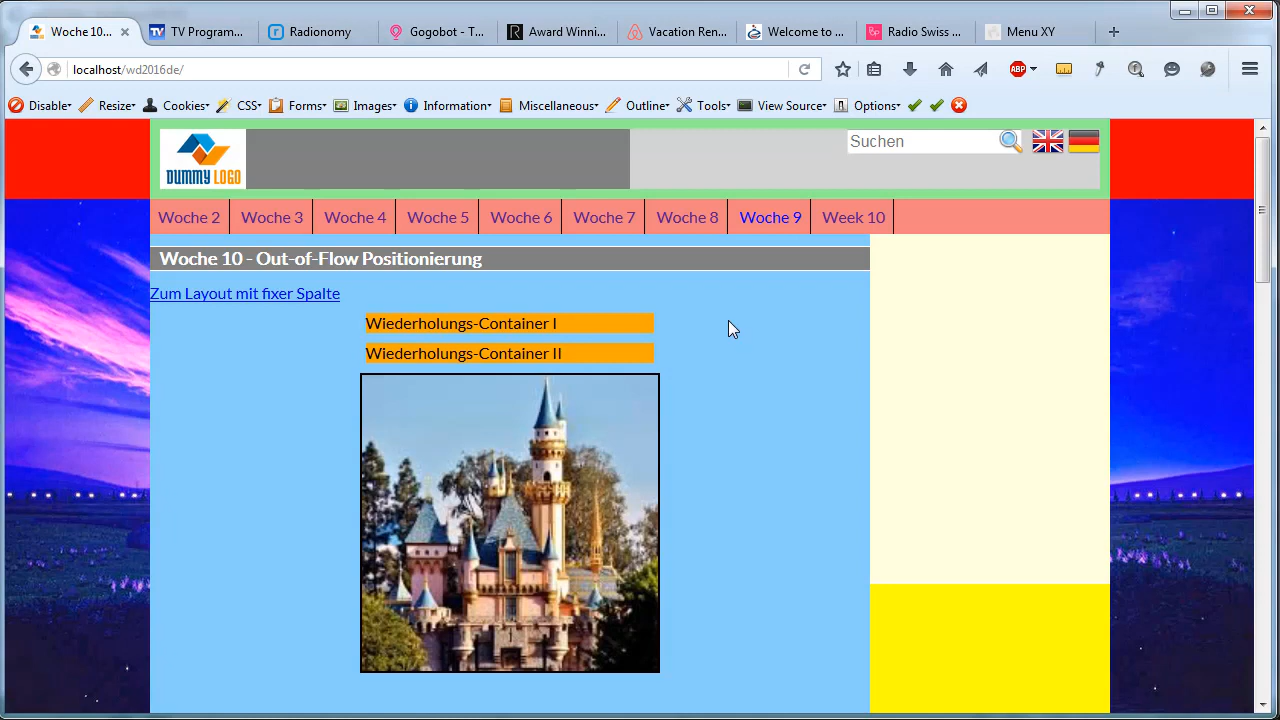 Woche 10...
TV Program...
Radionomy
Gogobot - T...
Award Winni...
Vacation Ren...
Welcome to ...
Radio Swiss ...
Menu XY
localhost/wd2016de/
ABP
Disable
Resize
Cookies
CSS
Forms
Images
Information
Miscellaneous
Outline
Tools
View Source
Options
DUMMY LOGO
Suchen
Woche 2
Woche 3
Woche 4
Woche 5
Woche 6
Woche 7
Woche 8
Woche 9
Week 10
Woche 10 - Out-of-Flow Positionierung
Zum Layout mit fixer Spalte
Wiederholungs-Container I
Wiederholungs-Container II